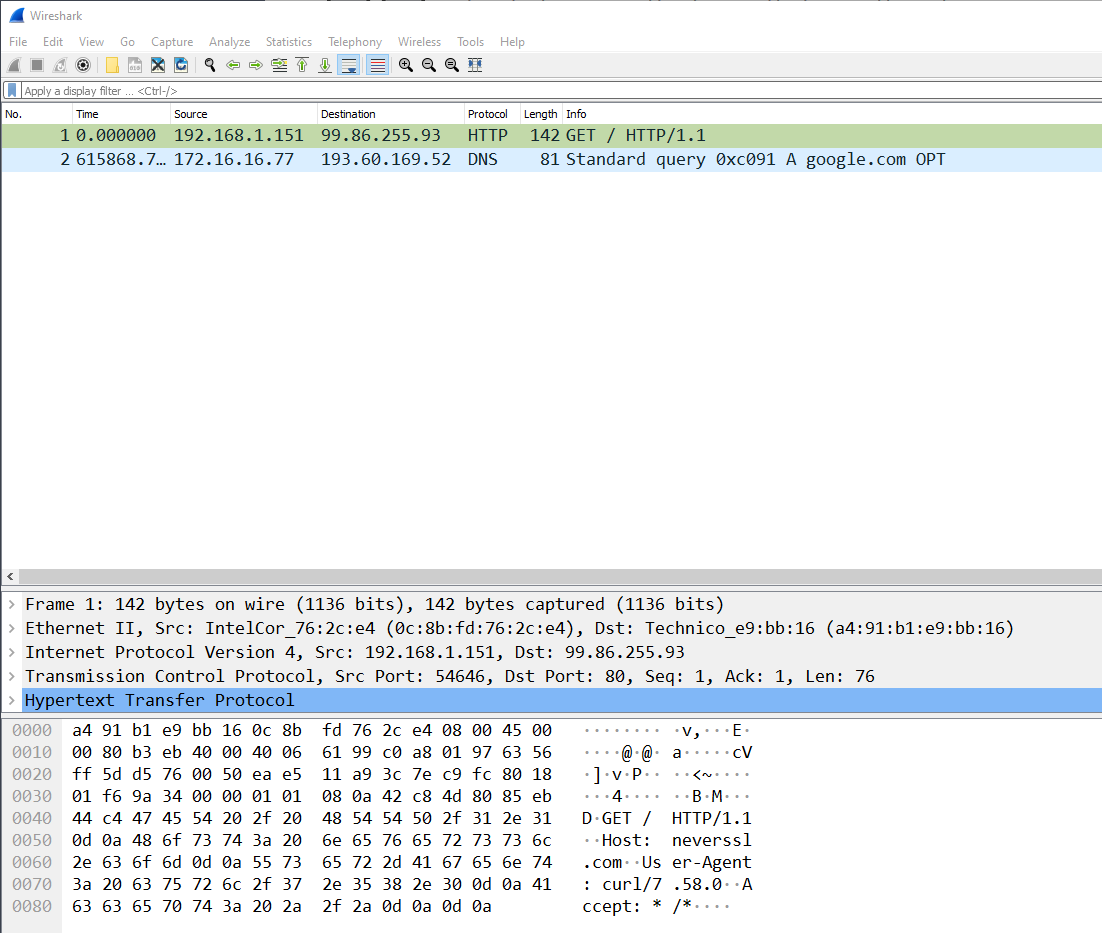 Wireshark
File Edit View Go Capture Analyze Statistics Telephony Wireless Tools Help
Apply a display filter ... <Ctrl-/>
No. Time Source Destination Protocol Length Info
1 0.000000 192.168.1.151 99.86.255.93 HTTP 142 GET / HTTP/1.1
2 615868.7… 172.16.16.77 193.60.169.52 DNS 81 Standard query 0xc091 A google.com OPT
Frame 1: 142 bytes on wire (1136 bits), 142 bytes captured (1136 bits)
Ethernet II, Src: IntelCor_76:2c:e4 (0c:8b:fd:76:2c:e4), Dst: Technico_e9:bb:16 (a4:91:b1:e9:bb:16)
Internet Protocol Version 4, Src: 192.168.1.151, Dst: 99.86.255.93
Transmission Control Protocol, Src Port: 54646, Dst Port: 80, Seq: 1, Ack: 1, Len: 76
Hypertext Transfer Protocol
0000 a4 91 b1 e9 bb 16 0c 8b fd 76 2c e4 08 00 45 00 ········ ·v,···E·
0010 00 80 b3 eb 40 00 40 06 61 99 c0 a8 01 97 63 56 ····@·@· a·····cV
0020 ff 5d d5 76 00 50 ea e5 11 a9 3c 7e c9 fc 80 18 ·]·v·P·· ··<~····
0030 01 f6 9a 34 00 00 01 01 08 0a 42 c8 4d 80 85 eb ···4···· ··B·M···
0040 44 c4 47 45 54 20 2f 20 48 54 54 50 2f 31 2e 31 D·GET / HTTP/1.1
0050 0d 0a 48 6f 73 74 3a 20 6e 65 76 65 72 73 73 6c ··Host: neverssl
0060 2e 63 6f 6d 0d 0a 55 73 65 72 2d 41 67 65 6e 74 .com··Us er-Agent
0070 3a 20 63 75 72 6c 2f 37 2e 35 38 2e 30 0d 0a 41 : curl/7 .58.0··A
0080 63 63 65 70 74 3a 20 2a 2f 2a 0d 0a 0d 0a ccept: * /*····